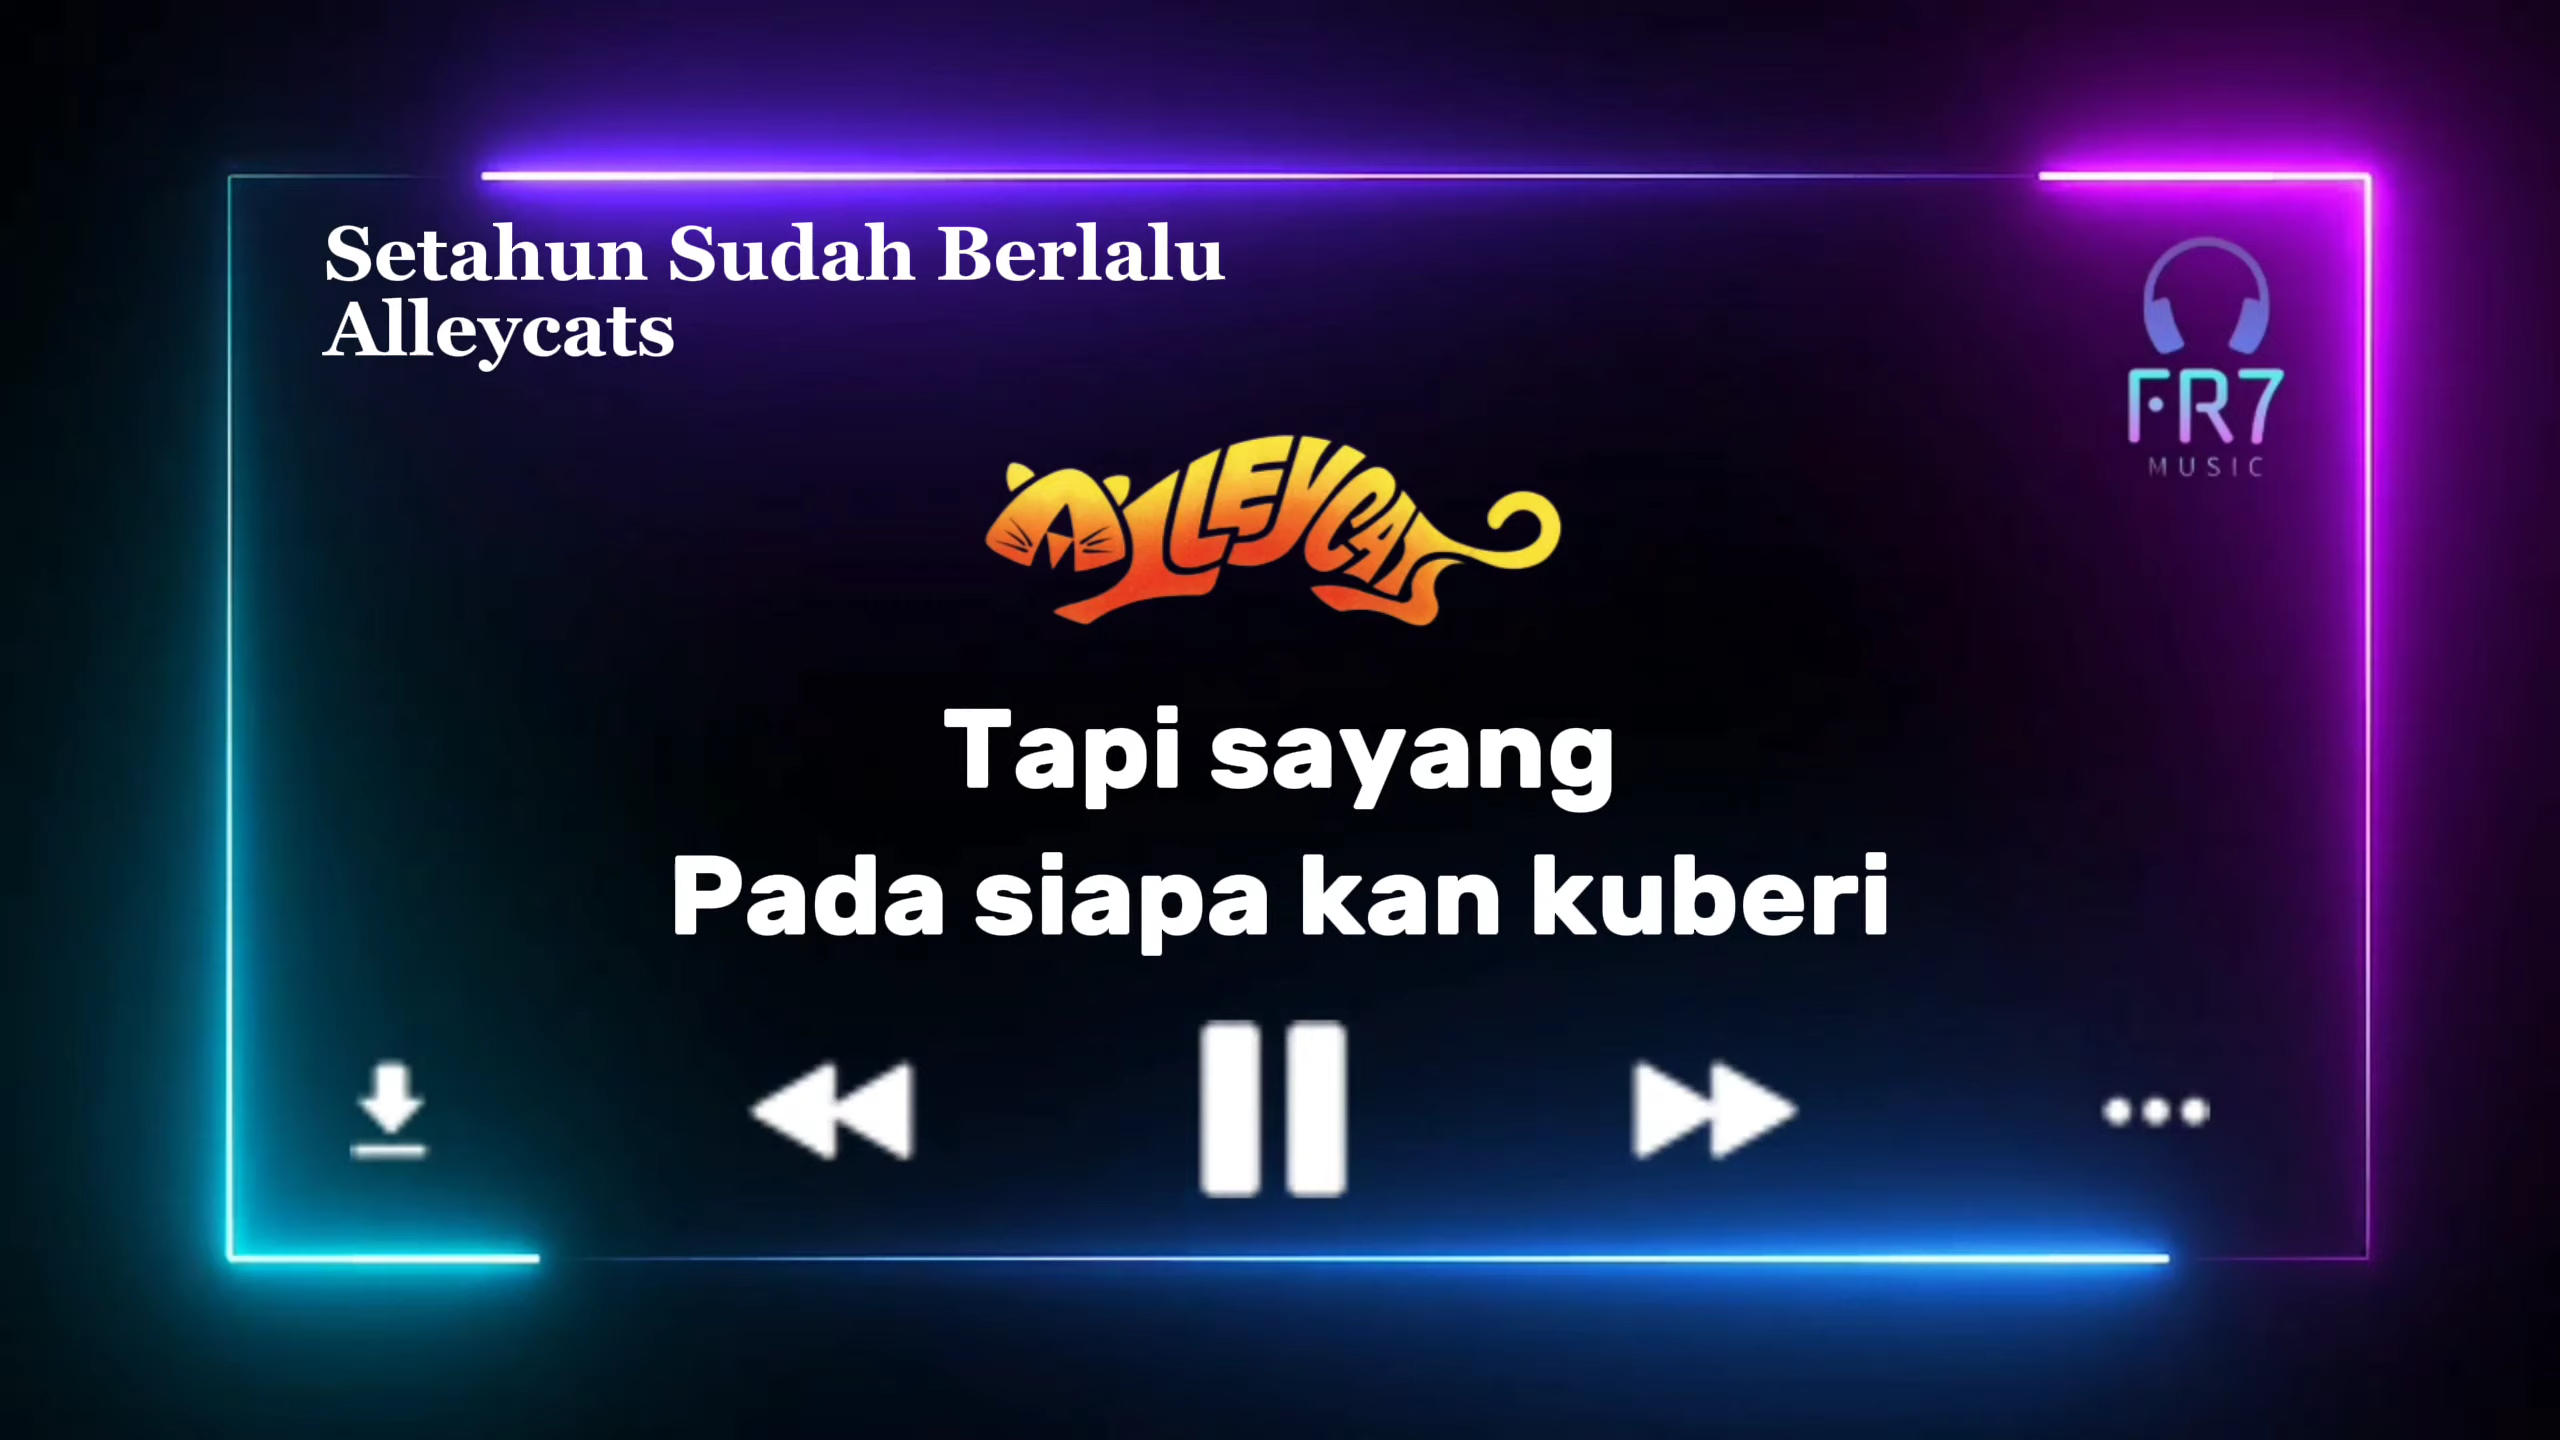 Setahun Sudah Berlalu
Alleycats
FR7
MUSIC
ALLEYCATS
Tapi sayang
Pada siapa kan kuberi